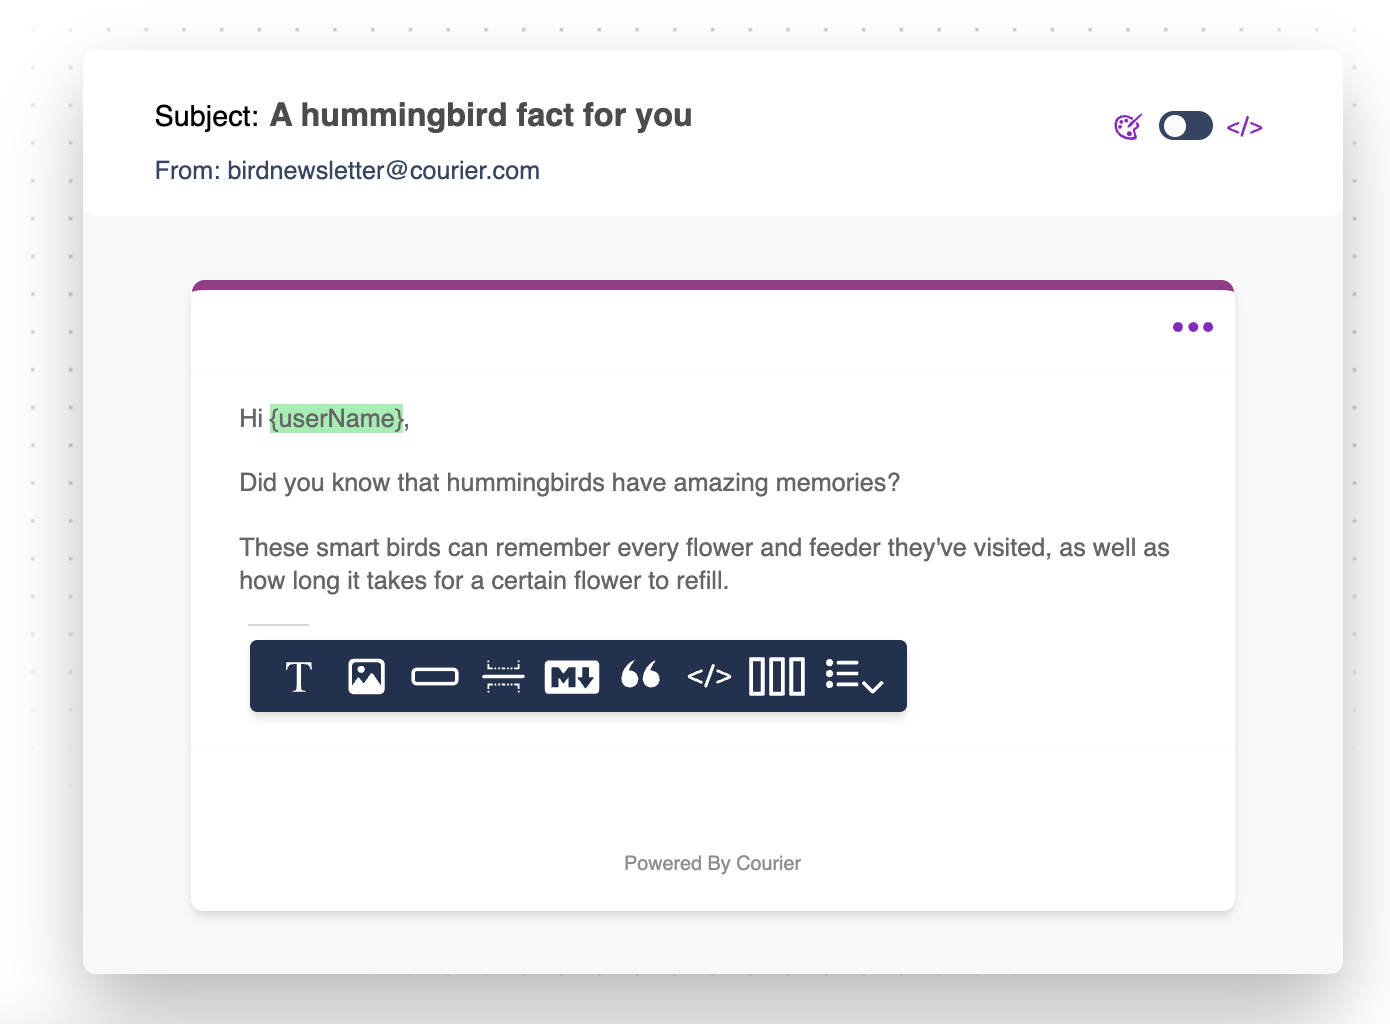 Subject: A hummingbird fact for you
From: birdnewsletter@courier.com
Hi {userName},
Did you know that hummingbirds have amazing memories?
These smart birds can remember every flower and feeder they've visited, as well as
how long it takes for a certain flower to refill.
Powered By Courier